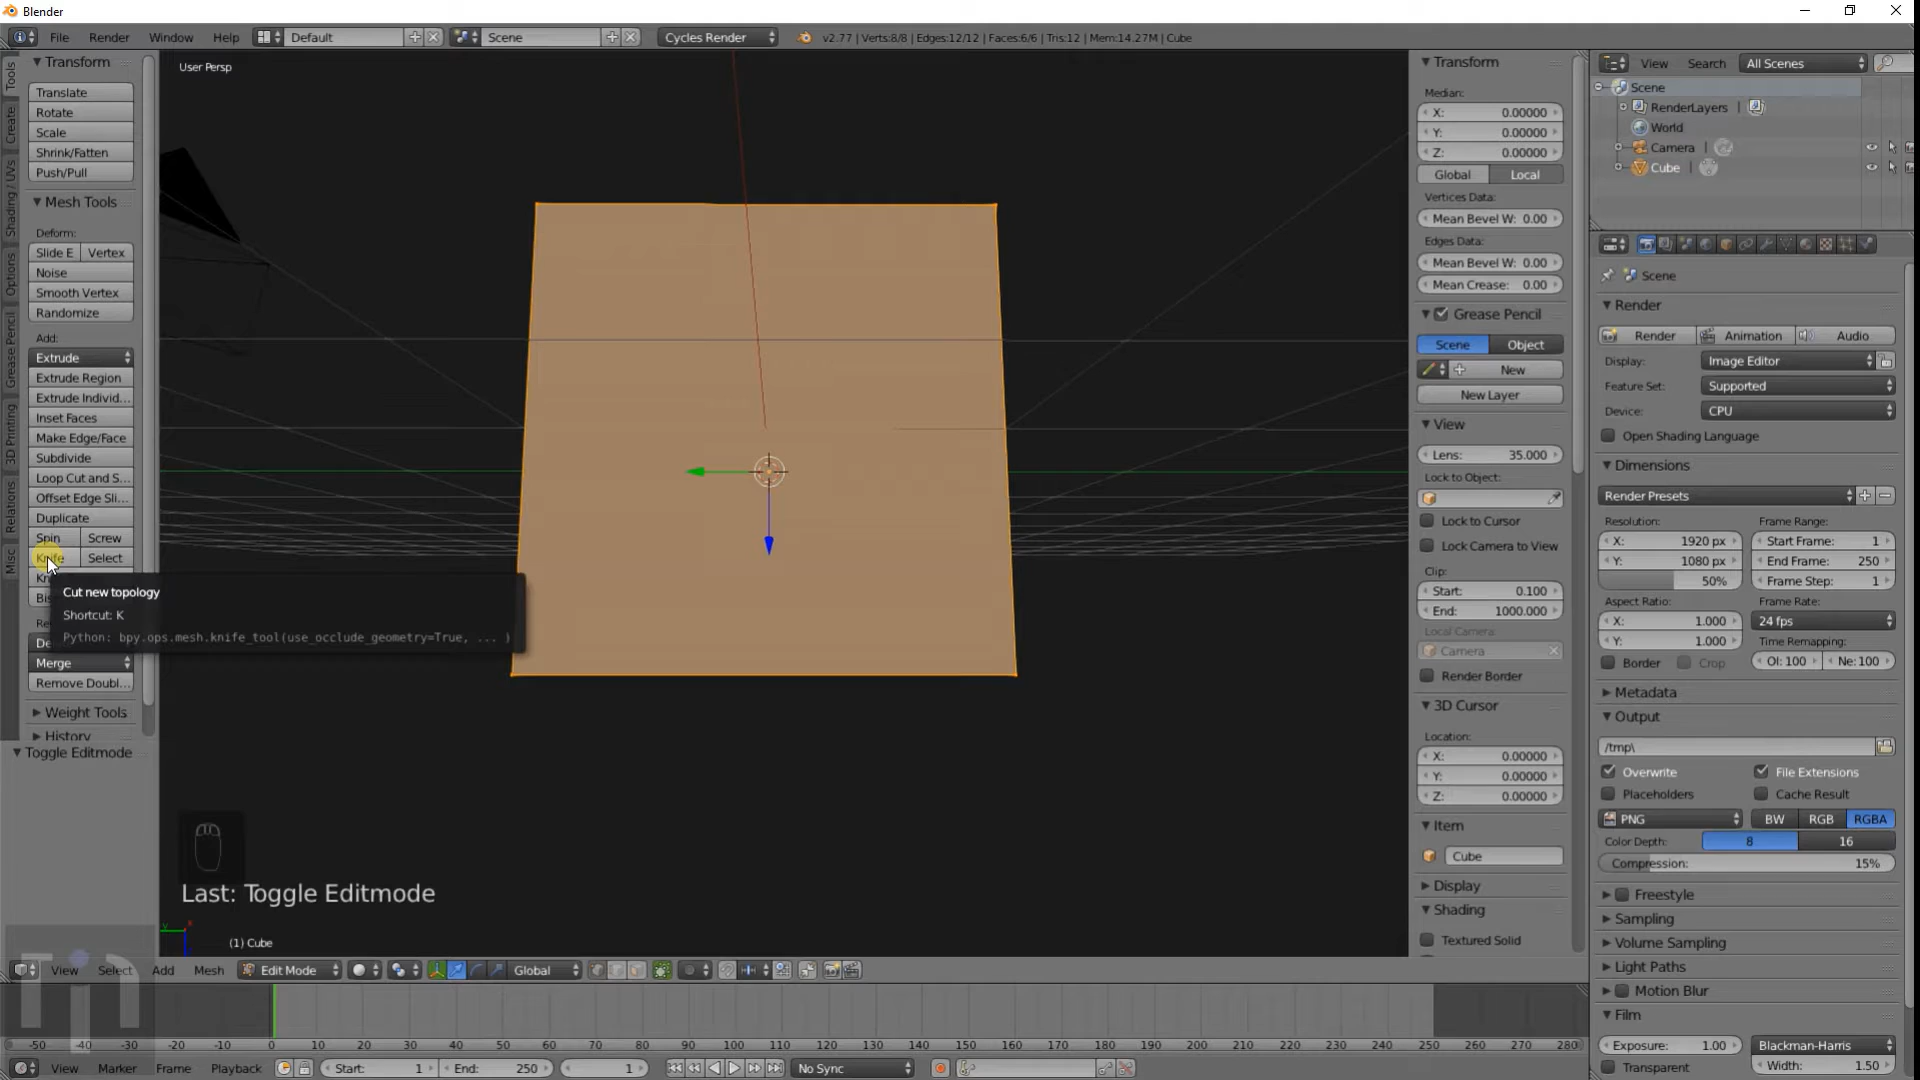 Blender
File Render Window Help Default Scene Cycles Render v2.77 | Verts:8/8 | Edges:12/12 | Faces:6/6 | Tris:12 | Mem:14.27M | Cube
Tools
Create
Shading / UVs
Options
Grease Pencil
3D Printing
Relations
Misc
Transform
Translate
Rotate
Scale
Shrink/Fatten
Push/Pull
Mesh Tools
Deform:
Slide E Vertex
Noise
Smooth Vertex
Randomize
Add:
Extrude
Extrude Region
Extrude Individ...
Inset Faces
Make Edge/Face
Subdivide
Loop Cut and S...
Offset Edge Sli...
Duplicate
Spin Screw
Knife Select
Kn
Bis
Re
De
Merge
Remove Doubl...
Weight Tools
History
Toggle Editmode
User Persp
Cut new topology
Shortcut: K
Python: bpy.ops.mesh.knife_tool(use_occlude_geometry=True, ... )
Last: Toggle Editmode
(1) Cube
Transform
Median:
X: 0.00000
Y: 0.00000
Z: 0.00000
Global Local
Vertices Data:
Mean Bevel W: 0.00
Edges Data:
Mean Bevel W: 0.00
Mean Crease: 0.00
Grease Pencil
Scene Object
New
New Layer
View
Lens: 35.000
Lock to Object:
Lock to Cursor
Lock Camera to View
Clip:
Start: 0.100
End: 1000.000
Local Camera:
Camera
Render Border
3D Cursor
Location:
X: 0.00000
Y: 0.00000
Z: 0.00000
Item
Cube
Display
Shading
Textured Solid
View Search All Scenes
Scene
RenderLayers |
World
Camera |
Cube |
Scene
Render
Render Animation Audio
Display: Image Editor
Feature Set: Supported
Device: CPU
Open Shading Language
Dimensions
Render Presets
Resolution: Frame Range:
X: 1920 px Start Frame: 1
Y: 1080 px End Frame: 250
50% Frame Step: 1
Aspect Ratio: Frame Rate:
X: 1.000 24 fps
Y: 1.000 Time Remapping:
Border Crop Ol: 100 Ne: 100
Metadata
Output
/tmp\
Overwrite File Extensions
Placeholders Cache Result
PNG BW RGB RGBA
Color Depth: 8 16
Compression: 15%
Freestyle
Sampling
Volume Sampling
Light Paths
Motion Blur
Film
Exposure: 1.00 Blackman-Harris
Transparent Width: 1.50
View Select Add Mesh Edit Mode Global
-50 -40 -30 -20 -10 0 10 20 30 40 50 60 70 80 90 100 110 120 130 140 150 160 170 180 190 200 210 220 230 240 250 260 270 280
View Marker Frame Playback Start: 1 End: 250 1 No Sync